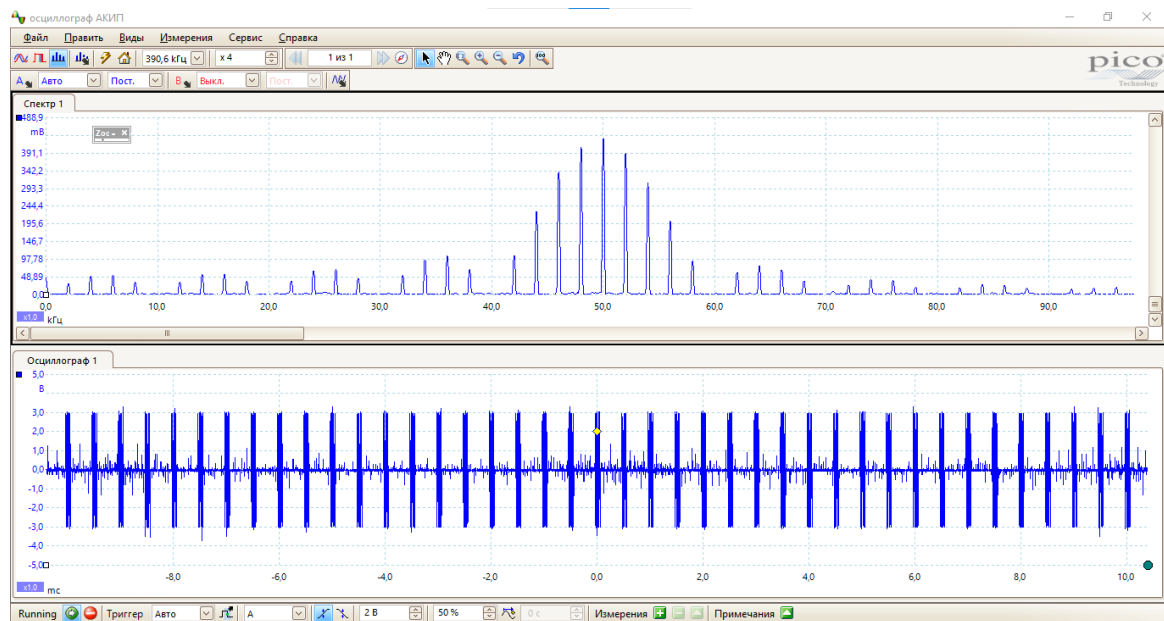 осциллограф АКИП
Файл Править Виды Измерения Сервис Справка
390,6 кГц x 4 1 из 1
A Авто Пост. B Выкл. Пост.
pico
Technology
Спектр 1
488,9
mB
391,1
342,2
293,3
244,4
195,6
146,7
97,78
48,89
0,0
0,0 10,0 20,0 30,0 40,0 50,0 60,0 70,0 80,0 90,0
x1,0 кГц
Осциллограф 1
5,0
В
3,0
2,0
1,0
0,0
-1,0
-2,0
-3,0
-4,0
-5,0
-8,0 -6,0 -4,0 -2,0 0,0 2,0 4,0 6,0 8,0 10,0
x1,0 mc
Running Триггер Авто A 2 В 50 % 0 с Измерения Примечания